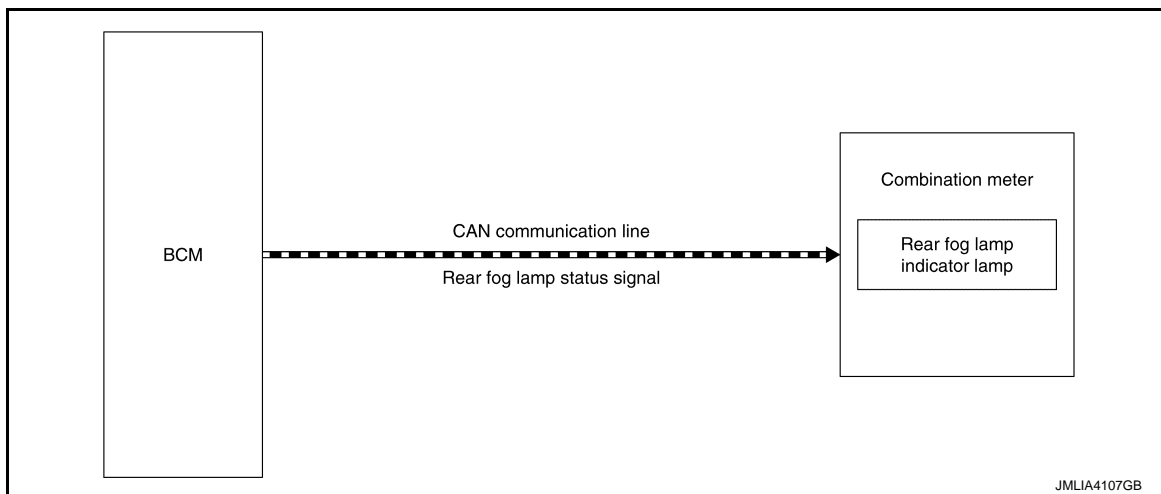 BCM
CAN communication line
Rear fog lamp status signal
Combination meter
Rear fog lamp
indicator lamp
JMLIA4107GB